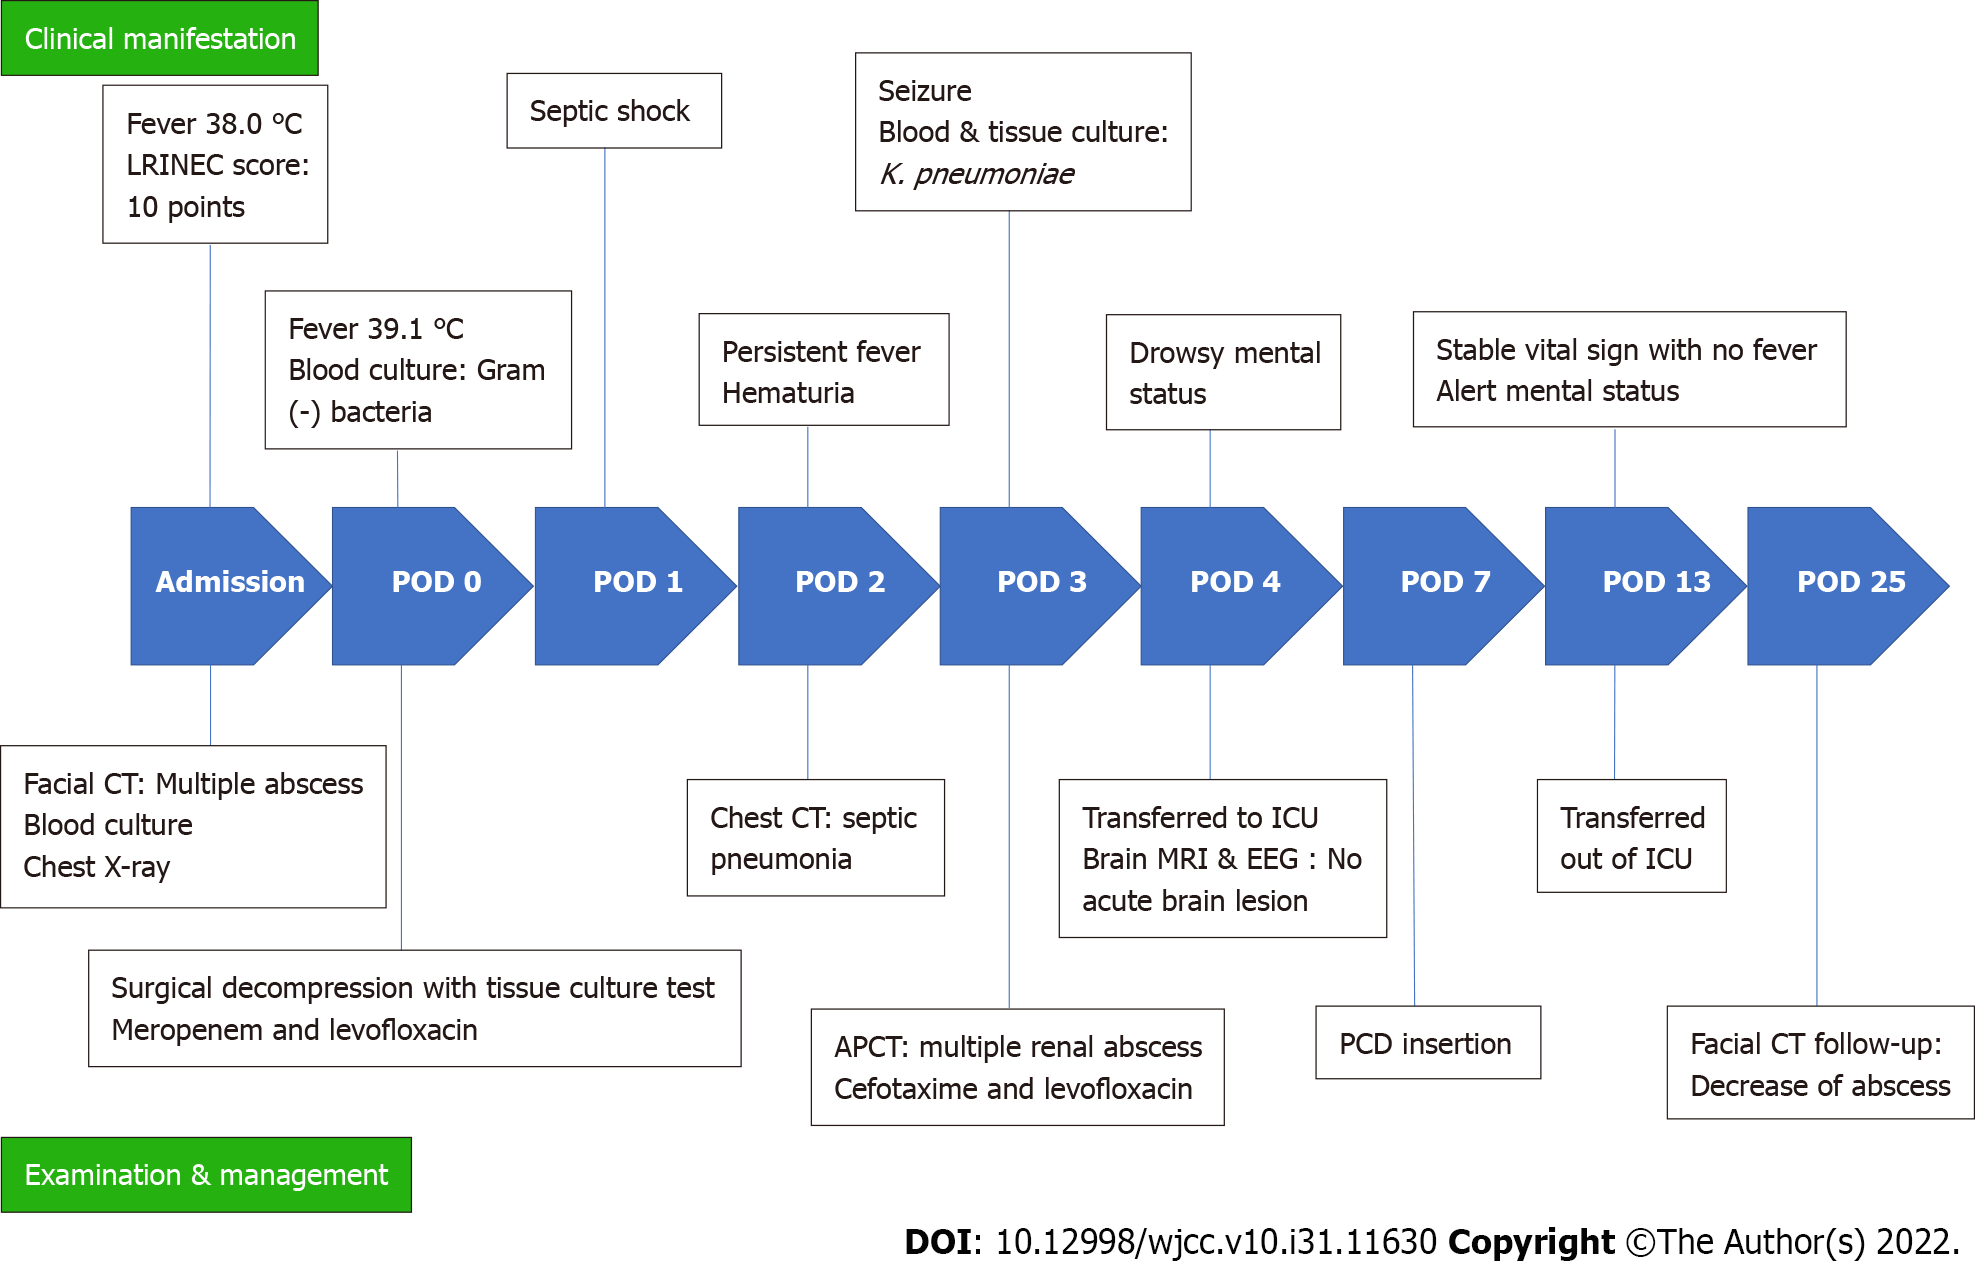 Clinical manifestation
Fever 38.0 °C
LRINEC score:
10 points
Fever 39.1 °C
Blood culture: Gram
(-) bacteria
Septic shock
Persistent fever
Hematuria
Seizure
Blood & tissue culture:
K. pneumoniae
Drowsy mental
status
Stable vital sign with no fever
Alert mental status
Admission
POD 0
POD 1
POD 2
POD 3
POD 4
POD 7
POD 13
POD 25
Facial CT: Multiple abscess
Blood culture
Chest X-ray
Surgical decompression with tissue culture test
Meropenem and levofloxacin
Chest CT: septic
pneumonia
APCT: multiple renal abscess
Cefotaxime and levofloxacin
Transferred to ICU
Brain MRI & EEG : No
acute brain lesion
PCD insertion
Transferred
out of ICU
Facial CT follow-up:
Decrease of abscess
Examination & management
DOI: 10.12998/wjcc.v10.i31.11630 Copyright ©The Author(s) 2022.